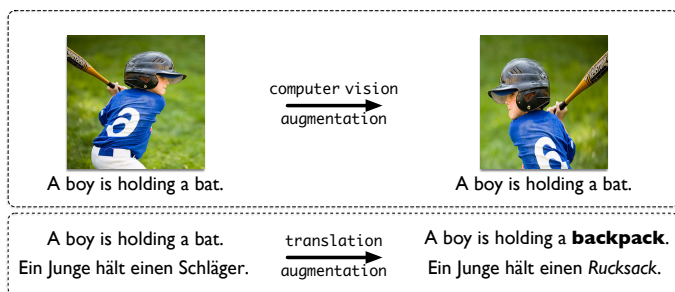 computer vision
augmentation
A boy is holding a bat.
A boy is holding a bat.
A boy is holding a bat.
translation
A boy is holding a backpack.
Ein Junge hält einen Schläger.
augmentation
Ein Junge hält einen Rucksack.